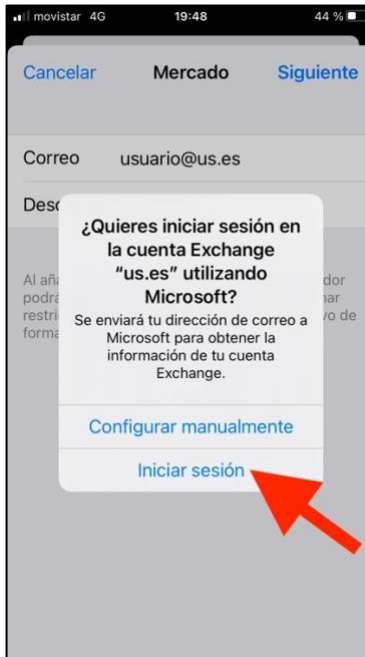 movistar 4G 19:48 44 %
Cancelar Mercado Siguiente
Correo usuario@us.es
¿Quieres iniciar sesión en
la cuenta Exchange
“us.es” utilizando
Microsoft?
Se enviará tu dirección de correo a
Microsoft para obtener la
información de tu cuenta
Exchange.
Configurar manualmente
Iniciar sesión